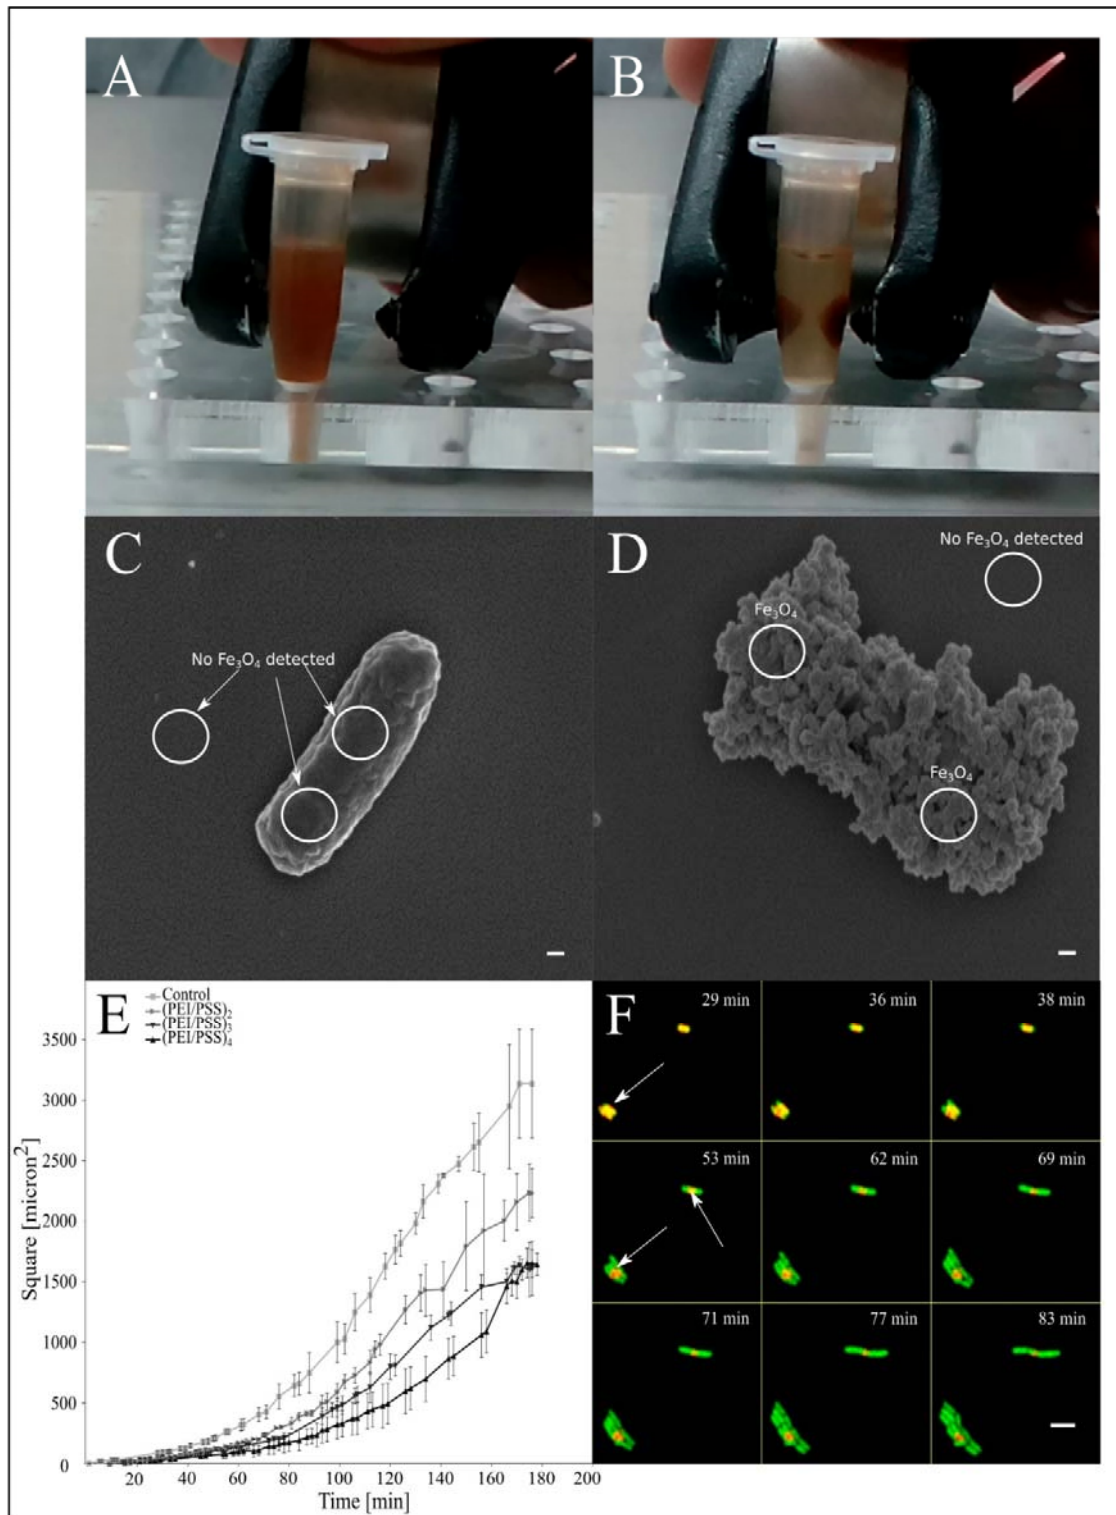 A
B
C
No Fe₃O₄ detected
D
No Fe₃O₄ detected
Fe₃O₄
Fe₃O₄
E
Control
(PEI/PSS)₂
(PEI/PSS)₃
(PEI/PSS)₄
Square [micron²]
3500
3000
2500
2000
1500
1000
500
0
20 40 60 80 100 120 140 160 180 200
Time [min]
F
29 min 36 min 38 min
53 min 62 min 69 min
71 min 77 min 83 min